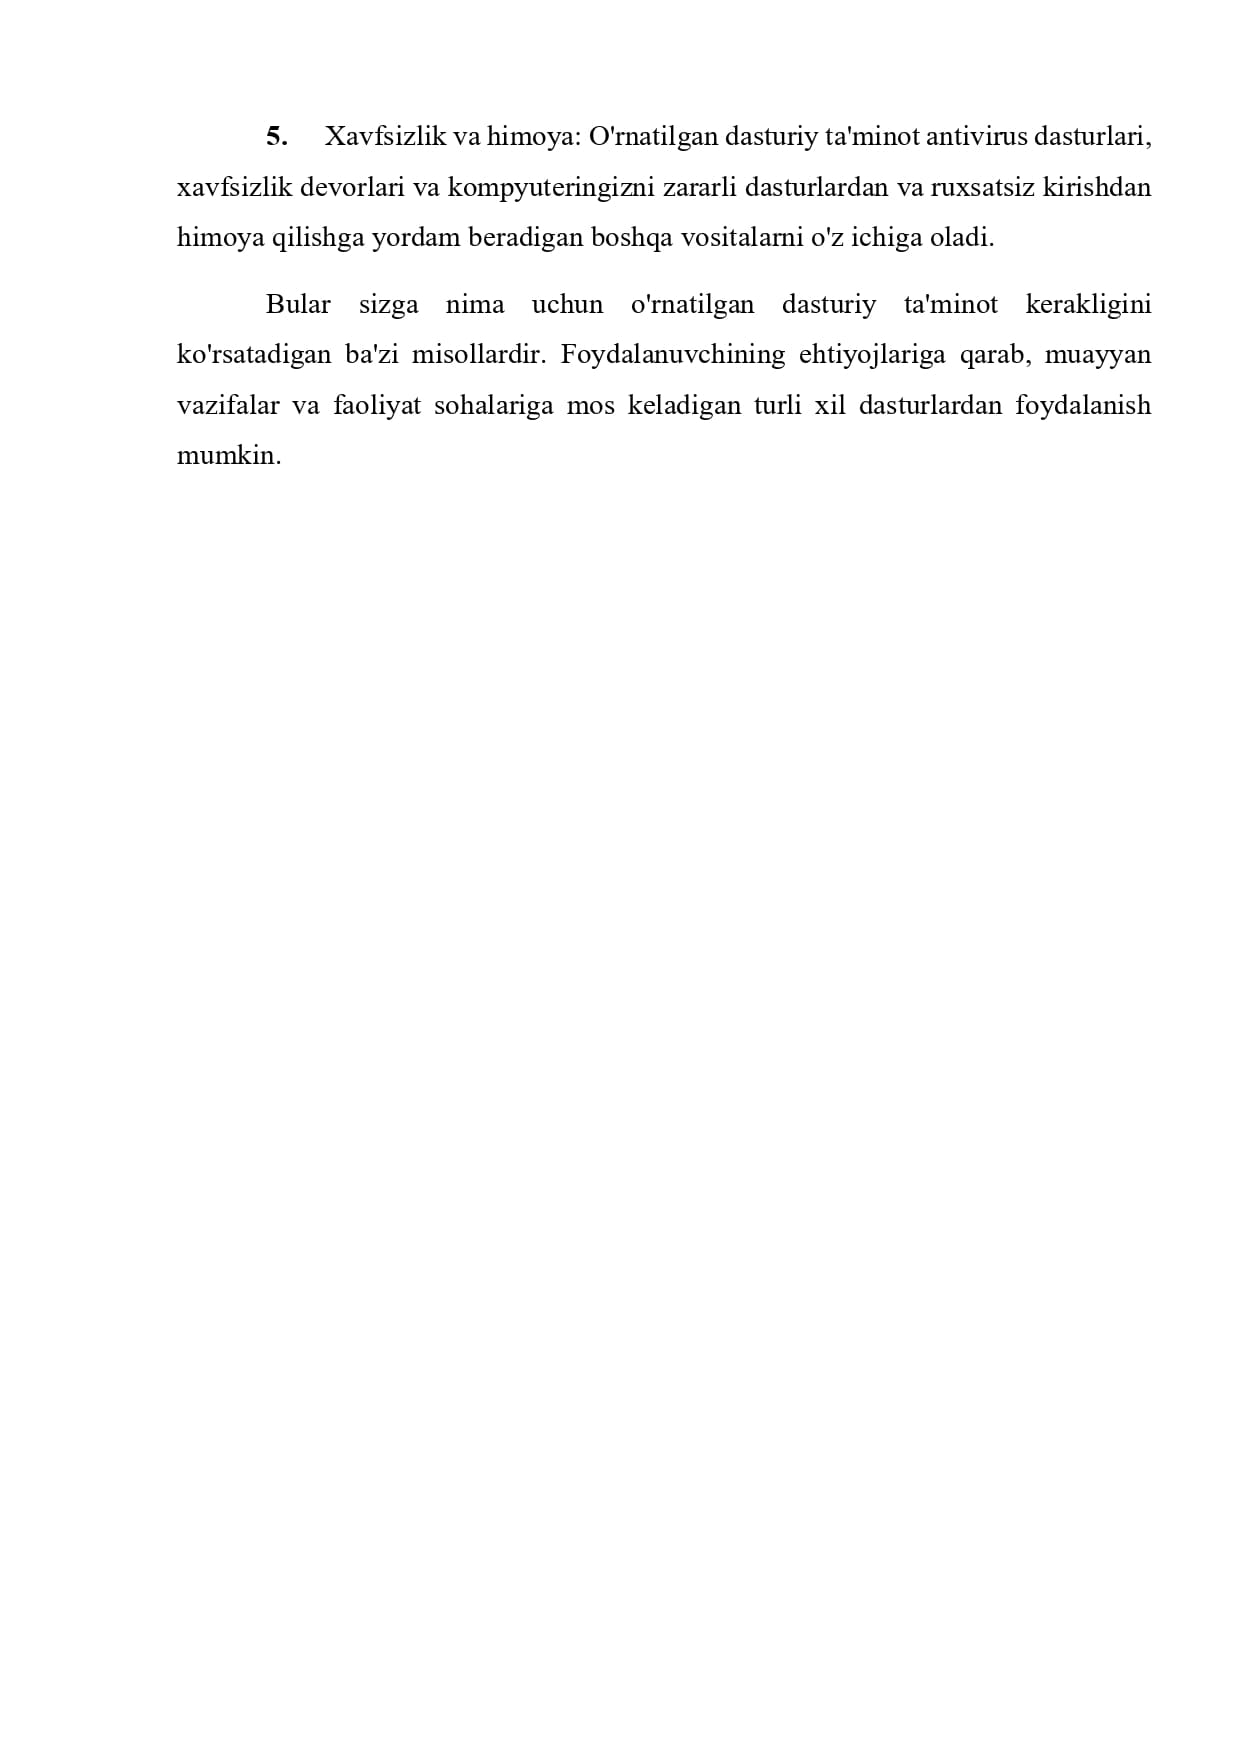 5. Xavfsizlik va himoya: O'rnatilgan dasturiy ta'minot antivirus dasturlari,
xavfsizlik devorlari va kompyuteringizni zararli dasturlardan va ruxsatsiz kirishdan
himoya qilishga yordam beradigan boshqa vositalarni o'z ichiga oladi.
Bular sizga nima uchun o'rnatilgan dasturiy ta'minot kerakligini
ko'rsatadigan ba'zi misollardir. Foydalanuvchining ehtiyojlariga qarab, muayyan
vazifalar va faoliyat sohalariga mos keladigan turli xil dasturlardan foydalanish
mumkin.